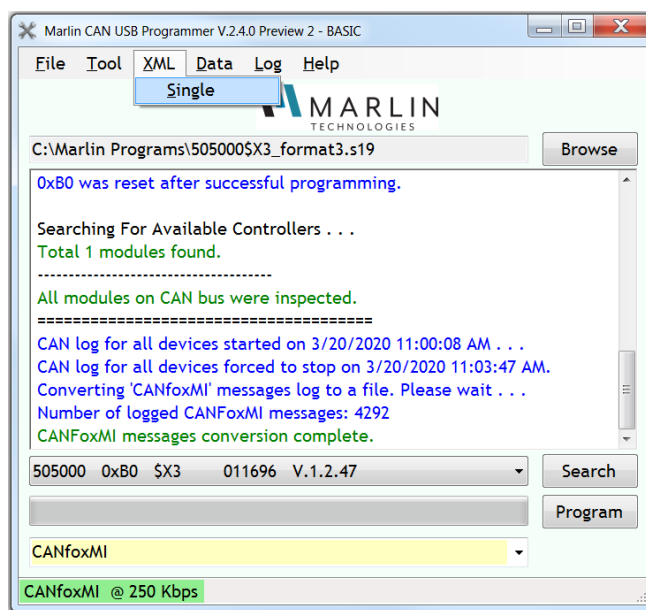 Marlin CAN USB Programmer V.2.4.0 Preview 2 - BASIC
File Tool XML Data Log Help
Single
MARLIN
TECHNOLOGIES
C:\Marlin Programs\505000$X3_format3.s19 Browse
0xB0 was reset after successful programming.
Searching For Available Controllers . . .
Total 1 modules found.
-------------------------------------
All modules on CAN bus were inspected.
=====================================
CAN log for all devices started on 3/20/2020 11:00:08 AM . . .
CAN log for all devices forced to stop on 3/20/2020 11:03:47 AM.
Converting 'CANfoxMI' messages log to a file. Please wait . . .
Number of logged CANFoxMI messages: 4292
CANFoxMI messages conversion complete.
505000 0xB0 $X3 011696 V.1.2.47 Search
Program
CANfoxMI
CANfoxMI @ 250 Kbps